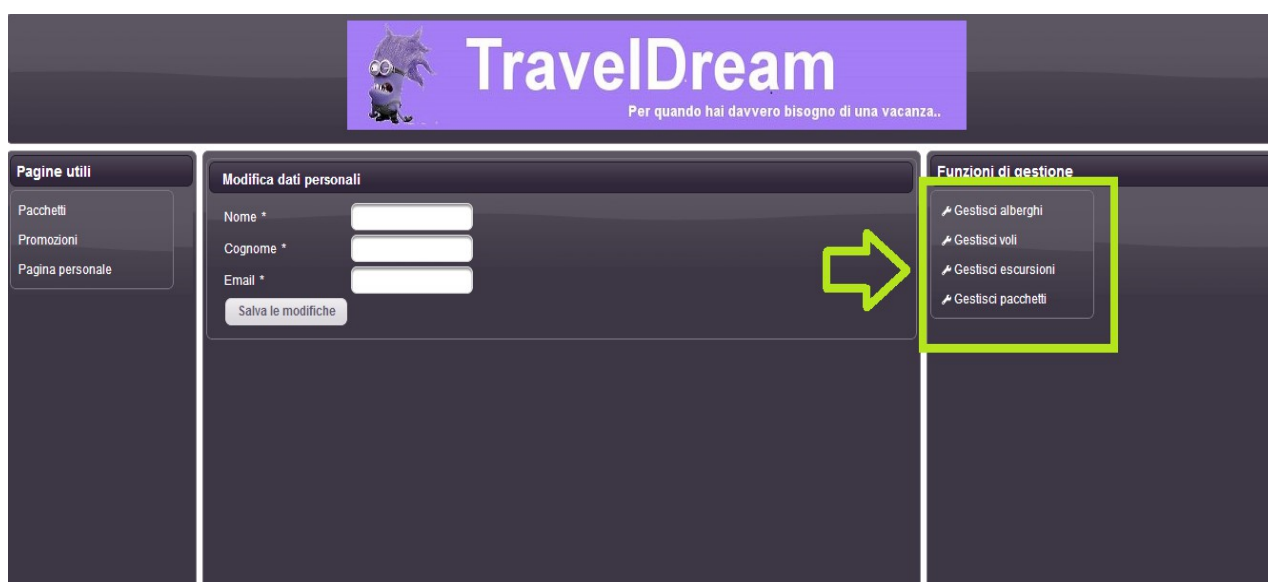 TravelDream
Per quando hai davvero bisogno di una vacanza..
Pagine utili
Pacchetti
Promozioni
Pagina personale
Modifica dati personali
Nome *
Cognome *
Email *
Salva le modifiche
Funzioni di gestione
Gestisci alberghi
Gestisci voli
Gestisci escursioni
Gestisci pacchetti